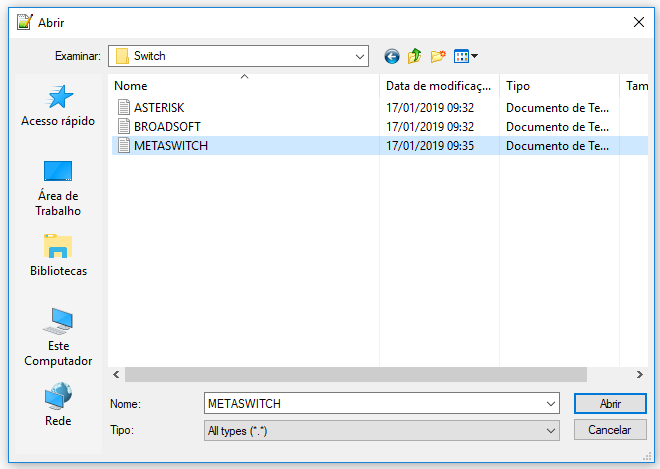 Abrir
Examinar: Switch
Nome Data de modificaç... Tipo Tam
ASTERISK 17/01/2019 09:32 Documento de Te...
BROADSOFT 17/01/2019 09:32 Documento de Te...
METASWITCH 17/01/2019 09:35 Documento de Te...
Acesso rápido
Área de
Trabalho
Bibliotecas
Este
Computador
Rede
Nome: METASWITCH Abrir
Tipo: All types (*.*) Cancelar